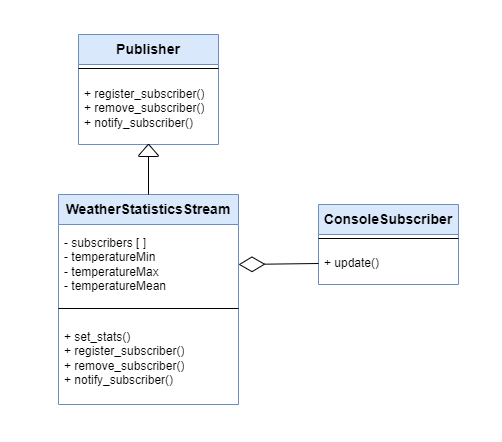 Publisher
+ register_subscriber()
+ remove_subscriber()
+ notify_subscriber()
WeatherStatisticsStream
- subscribers [ ]
- temperatureMin
- temperatureMax
- temperatureMean
+ set_stats()
+ register_subscriber()
+ remove_subscriber()
+ notify_subscriber()
ConsoleSubscriber
+ update()